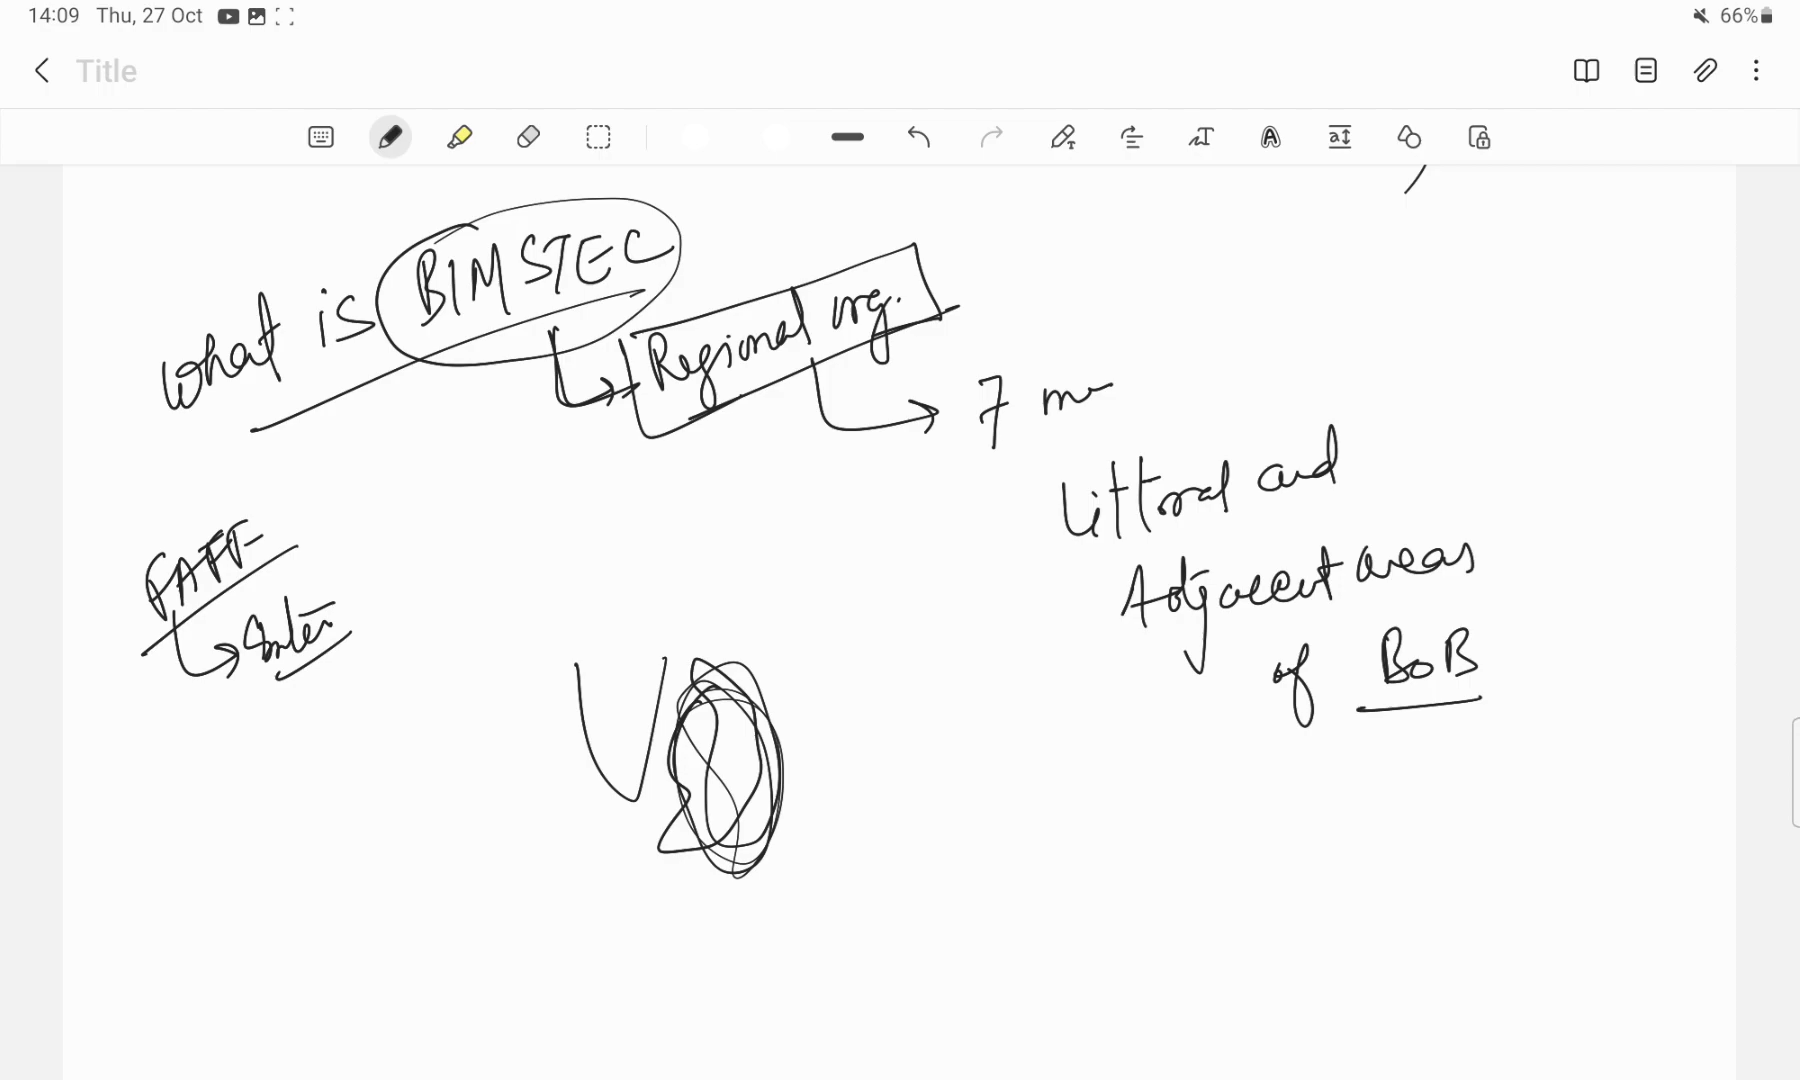 14:09 Thu, 27 Oct
66%
Title
what is BIMSTEC
Regional org.
7 m
Littoral and
Adjacent areas
of BoB
FATF
Inter